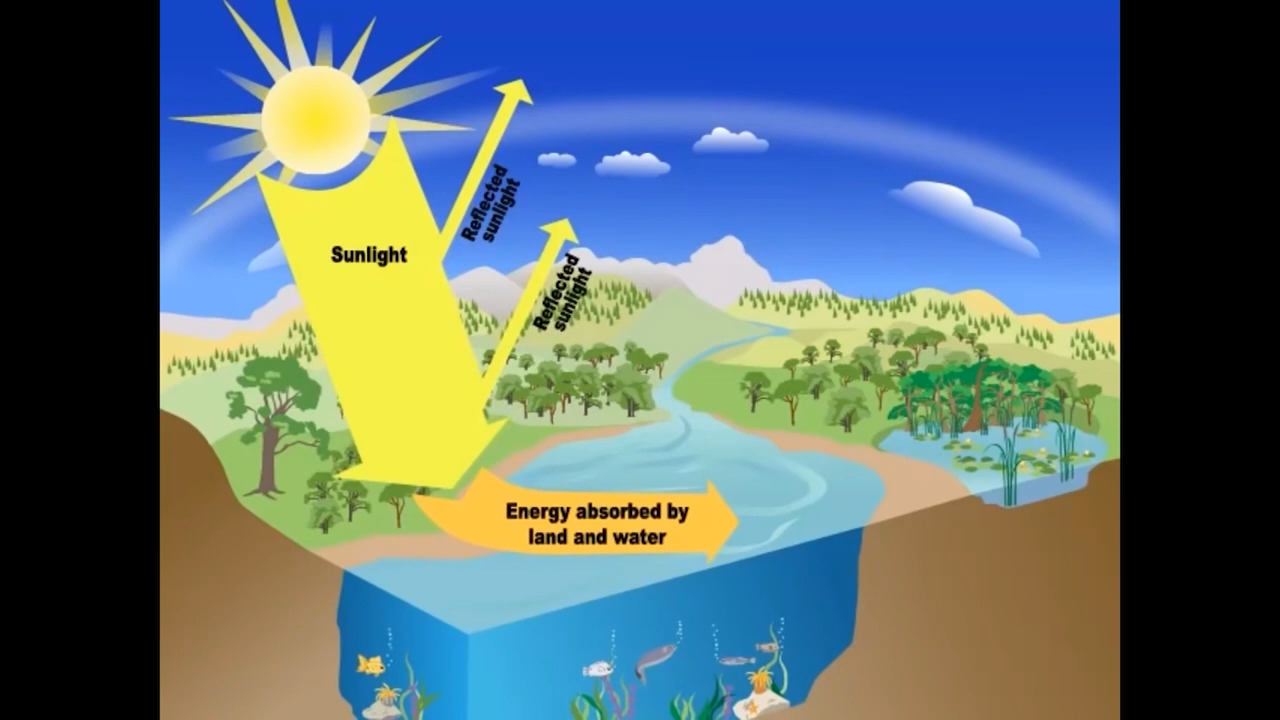 Sunlight
Reflected
sunlight
Reflected
sunlight
Energy absorbed by
land and water